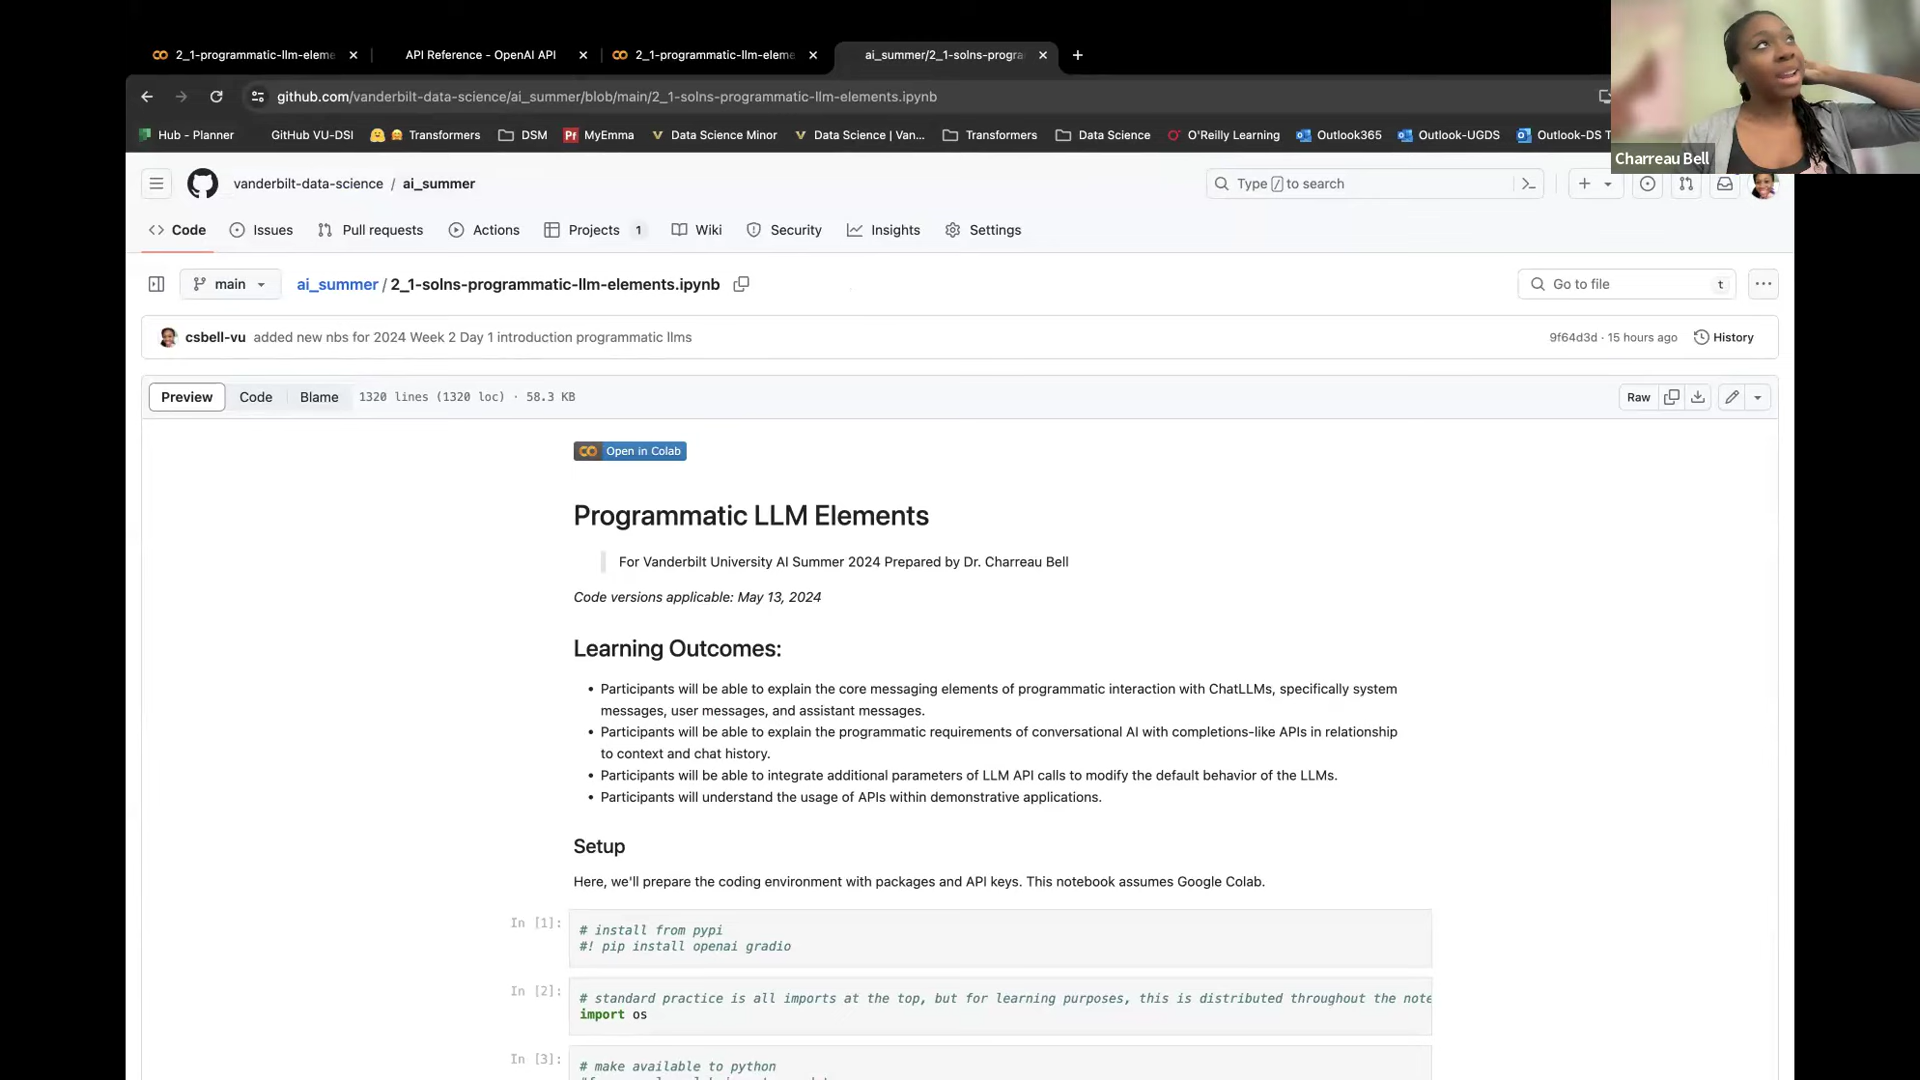 2_1-programmatic-llm-eleme
API Reference - OpenAI API
2_1-programmatic-llm-eleme
ai_summer/2_1-solns-progra
github.com/vanderbilt-data-science/ai_summer/blob/main/2_1-solns-programmatic-llm-elements.ipynb
Hub - Planner GitHub VU-DSI Transformers DSM MyEmma Data Science Minor Data Science | Van... Transformers Data Science O'Reilly Learning Outlook365 Outlook-UGDS Outlook-DS T
Charreau Bell
vanderbilt-data-science / ai_summer
Type / to search
Code Issues Pull requests Actions Projects 1 Wiki Security Insights Settings
main
ai_summer / 2_1-solns-programmatic-llm-elements.ipynb
Go to file t
csbell-vu added new nbs for 2024 Week 2 Day 1 introduction programmatic llms
9f64d3d · 15 hours ago History
Preview Code Blame 1320 lines (1320 loc) · 58.3 KB
Raw
Open in Colab
Programmatic LLM Elements
For Vanderbilt University AI Summer 2024 Prepared by Dr. Charreau Bell
Code versions applicable: May 13, 2024
Learning Outcomes:
• Participants will be able to explain the core messaging elements of programmatic interaction with ChatLLMs, specifically system
messages, user messages, and assistant messages.
• Participants will be able to explain the programmatic requirements of conversational AI with completions-like APIs in relationship
to context and chat history.
• Participants will be able to integrate additional parameters of LLM API calls to modify the default behavior of the LLMs.
• Participants will understand the usage of APIs within demonstrative applications.
Setup
Here, we'll prepare the coding environment with packages and API keys. This notebook assumes Google Colab.
In [1]:
# install from pypi
#! pip install openai gradio
In [2]:
# standard practice is all imports at the top, but for learning purposes, this is distributed throughout the note
import os
In [3]:
# make available to python